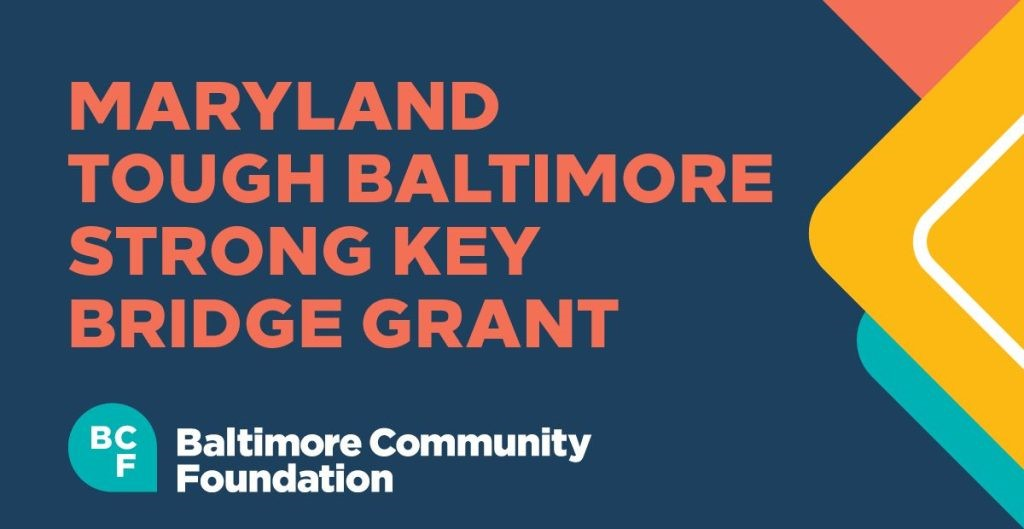 MARYLAND
TOUGH BALTIMORE
STRONG KEY
BRIDGE GRANT
BC
F
Baltimore Community
Foundation